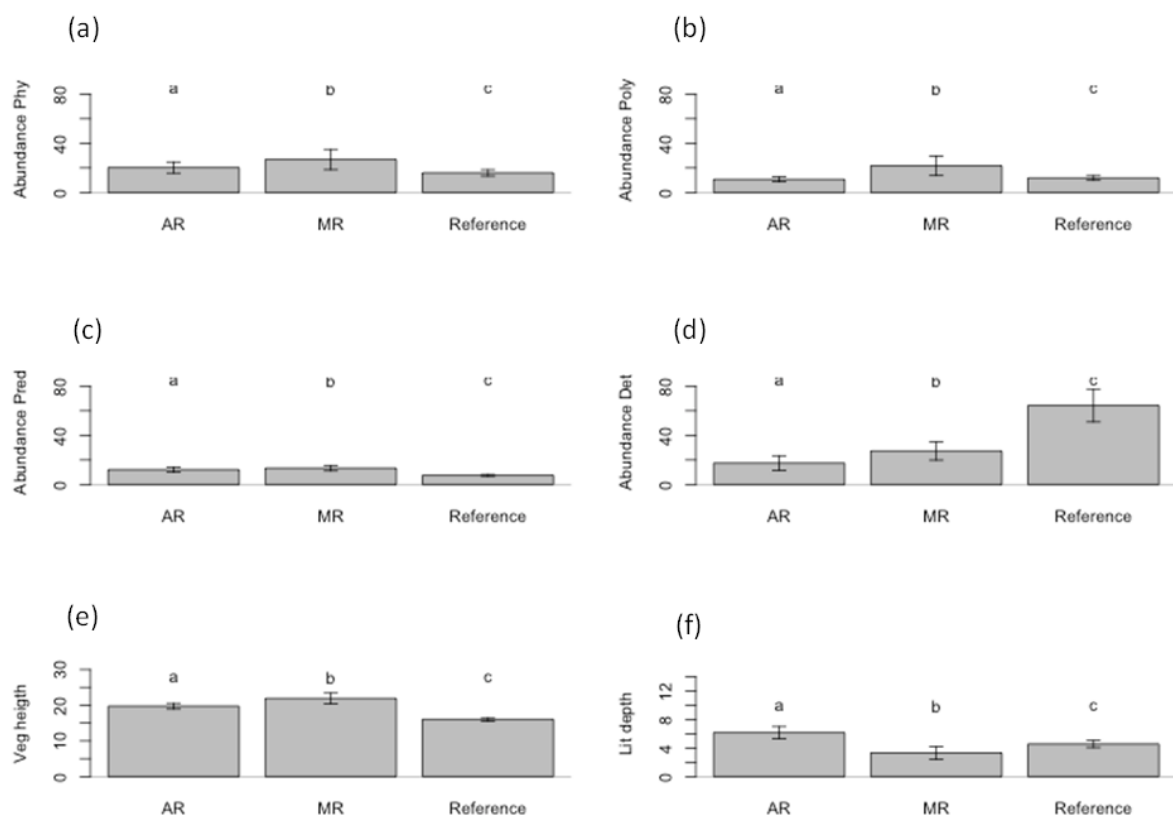 (a)
Abundance Phy
80
40
0
a b c
AR MR Reference
(b)
Abundance Poly
80
40
0
a b c
AR MR Reference
(c)
Abundance Pred
80
40
0
a b c
AR MR Reference
(d)
Abundance Det
80
40
0
a b c
AR MR Reference
(e)
Veg heigth
30
20
10
0
a b c
AR MR Reference
(f)
Lit depth
12
8
4
0
a b c
AR MR Reference